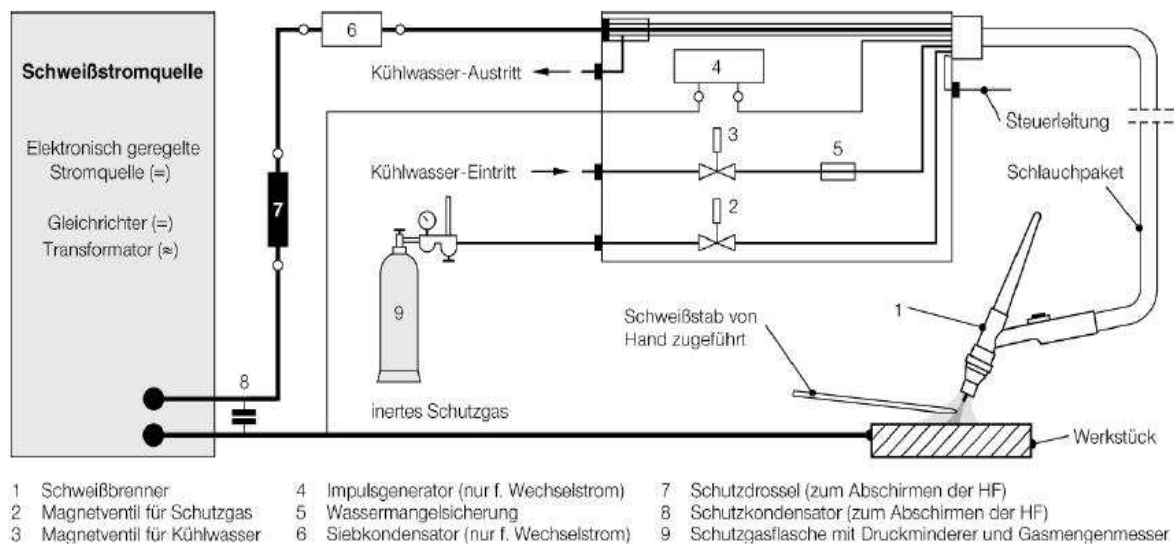 Schweißstromquelle
Elektronisch geregelte
Stromquelle (=)
Gleichrichter (=)
Transformator (≈)
6
7
8
Kühlwasser-Austritt
4
3
5
Kühlwasser-Eintritt
2
9
inertes Schutzgas
Steuerleitung
Schlauchpaket
1
Schweißstab von
Hand zugeführt
Werkstück
1 Schweißbrenner
2 Magnetventil für Schutzgas
3 Magnetventil für Kühlwasser
4 Impulsgenerator (nur f. Wechselstrom)
5 Wassermangelsicherung
6 Siebkondensator (nur f. Wechselstrom)
7 Schutzdrossel (zum Abschirmen der HF)
8 Schutzkondensator (zum Abschirmen der HF)
9 Schutzgasflasche mit Druckminderer und Gasmengenmesser